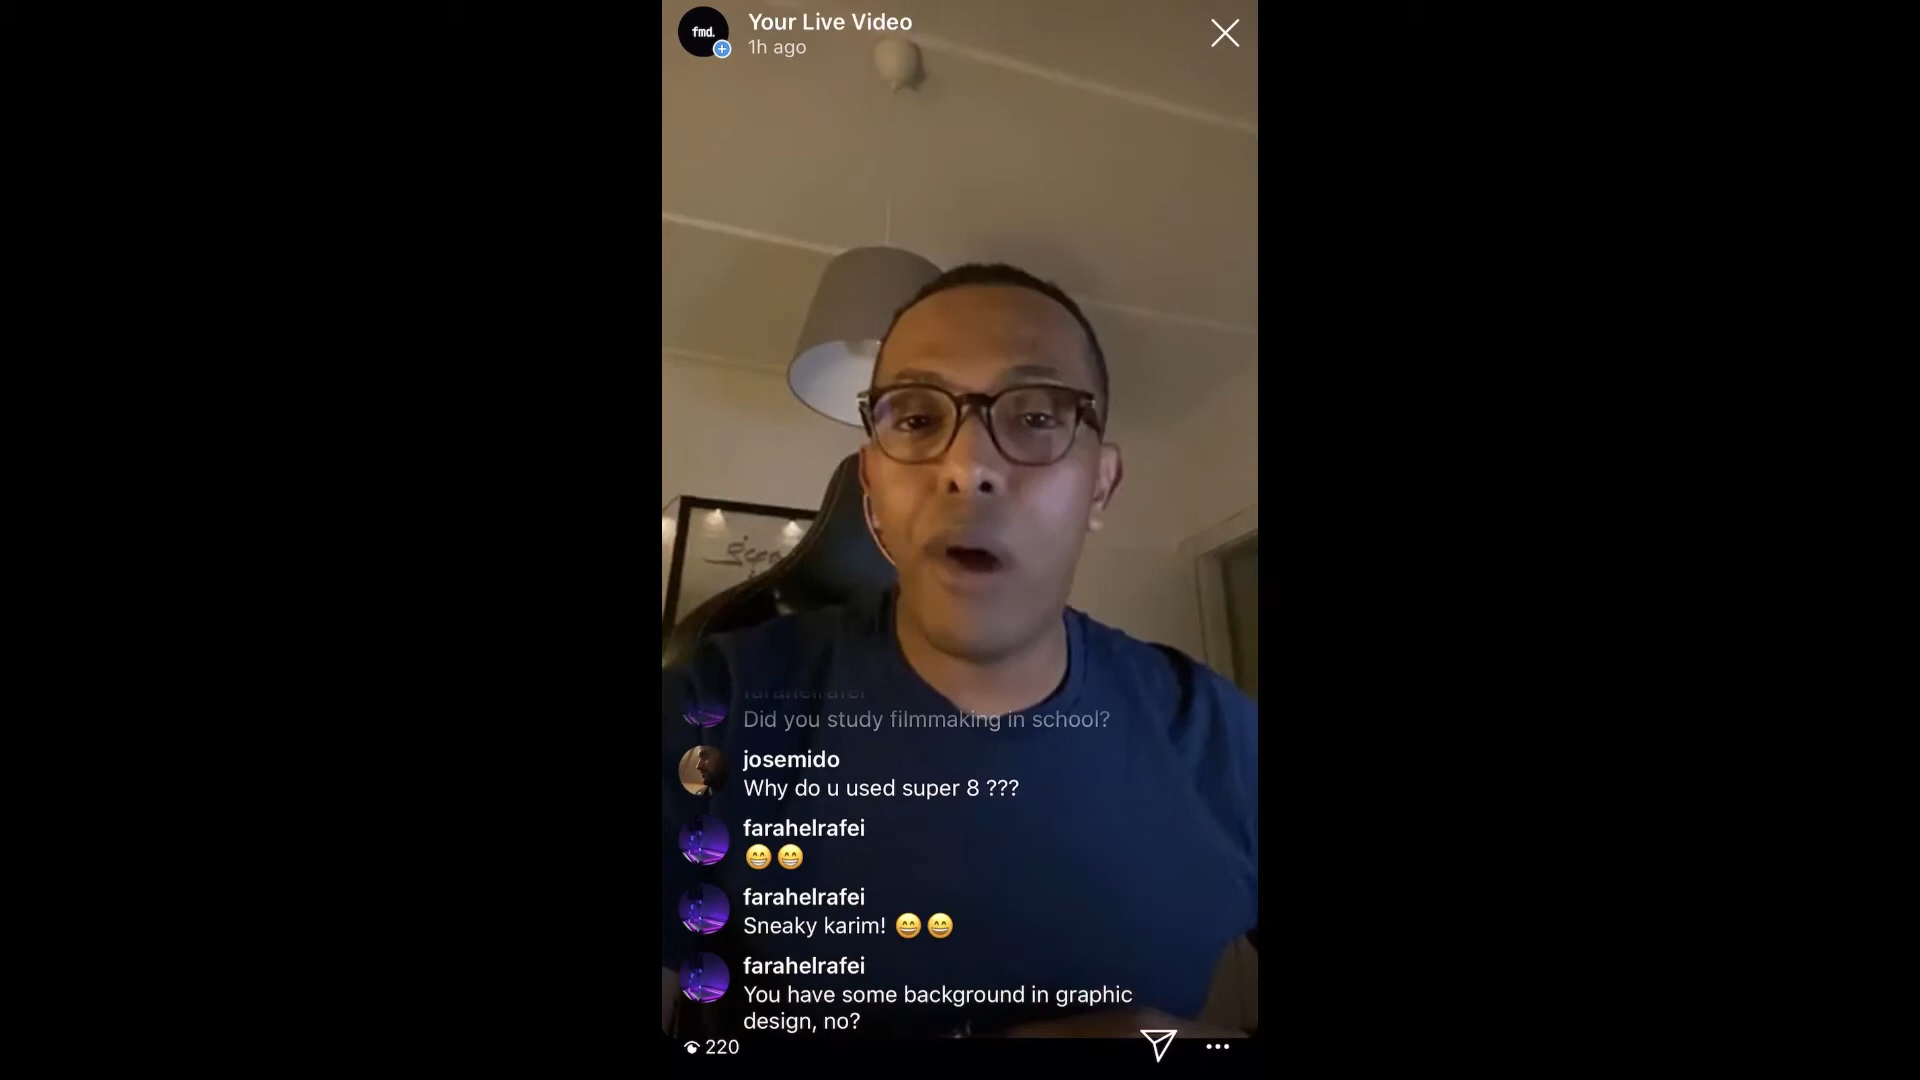 fmd.
Your Live Video
1h ago
farahelrafei
Did you study filmmaking in school?
josemido
Why do u used super 8 ???
farahelrafei
😁😁
farahelrafei
Sneaky karim! 😄😄
farahelrafei
You have some background in graphic
design, no?
220